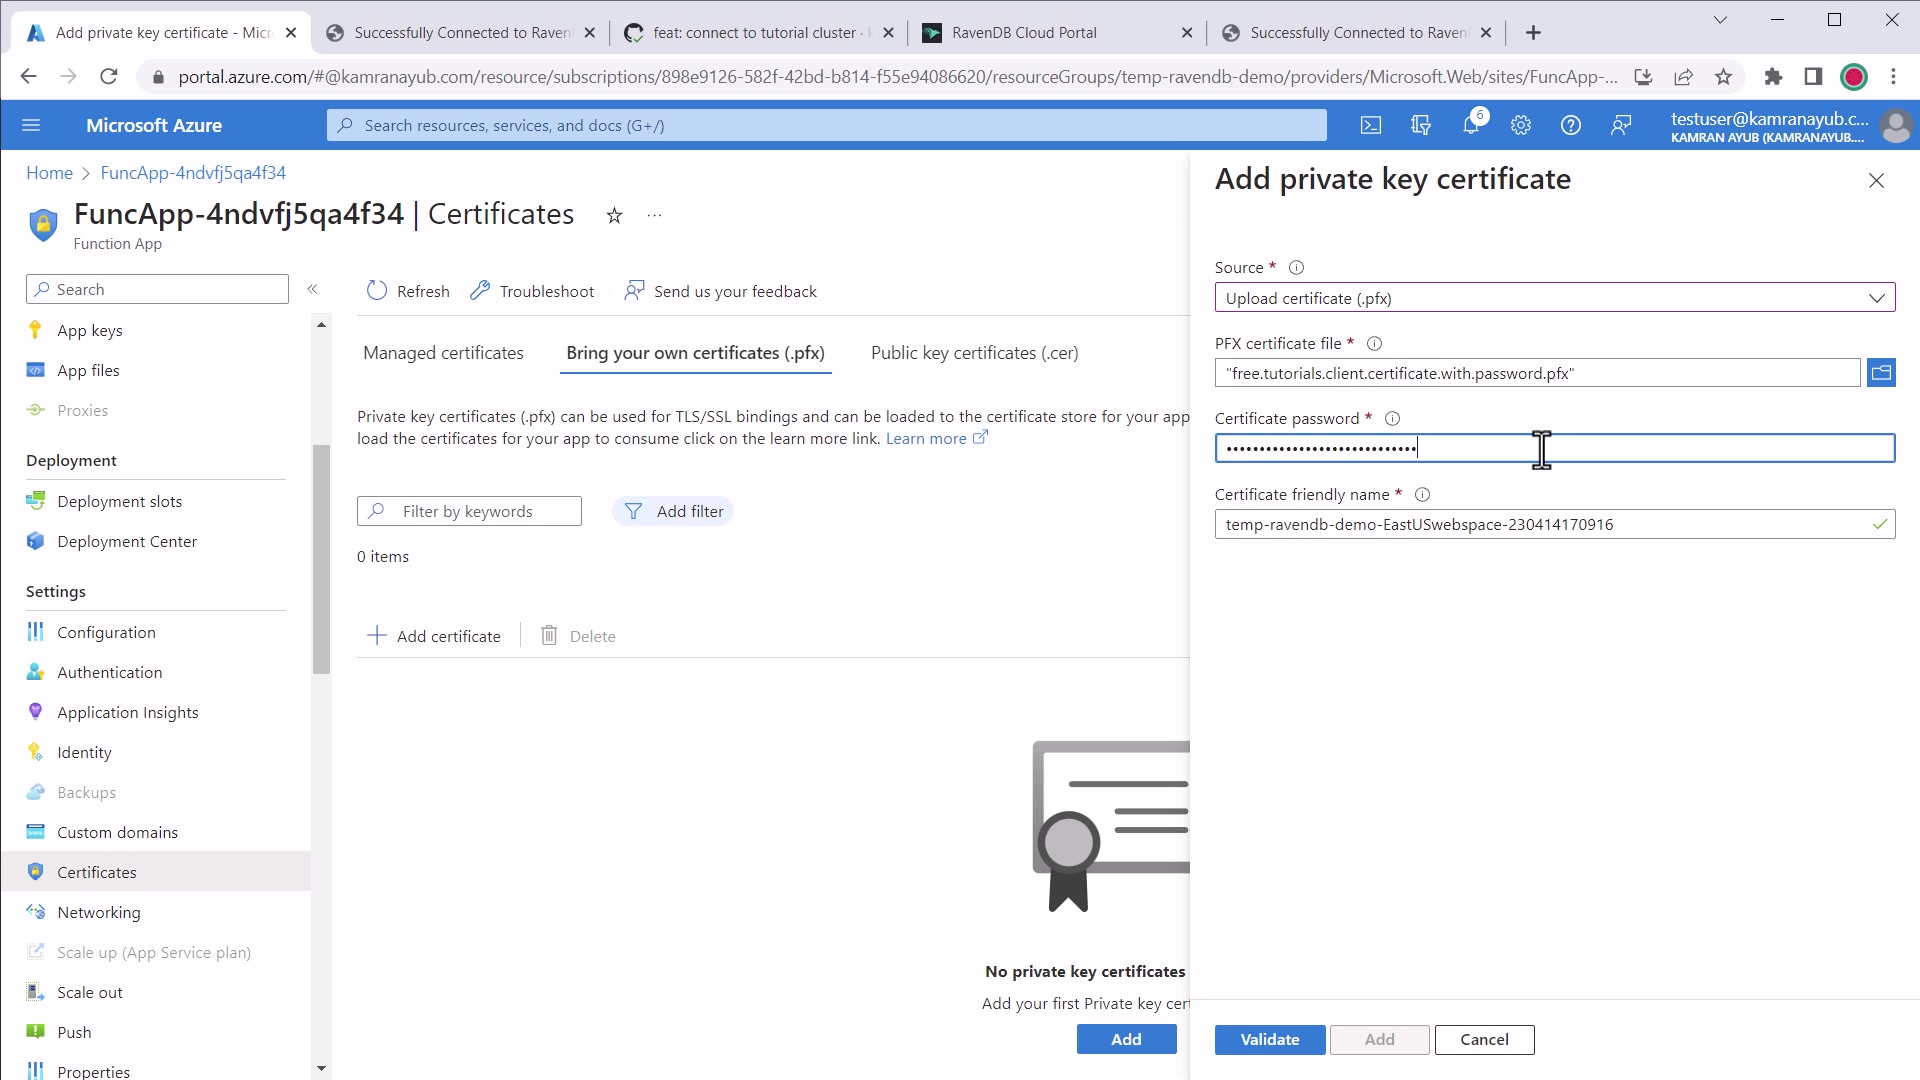 Add private key certificate - Micr
Successfully Connected to Raven
feat: connect to tutorial cluster ·
RavenDB Cloud Portal
Successfully Connected to Raven
portal.azure.com/#@kamranayub.com/resource/subscriptions/898e9126-582f-42bd-b814-f55e94086620/resourceGroups/temp-ravendb-demo/providers/Microsoft.Web/sites/FuncApp-...
Microsoft Azure
Search resources, services, and docs (G+/)
6
testuser@kamranayub.c...
KAMRAN AYUB (KAMRANAYUB....
Home > FuncApp-4ndvfj5qa4f34
FuncApp-4ndvfj5qa4f34 | Certificates
Function App
Search
App keys
App files
Proxies
Deployment
Deployment slots
Deployment Center
Settings
Configuration
Authentication
Application Insights
Identity
Backups
Custom domains
Certificates
Networking
Scale up (App Service plan)
Scale out
Push
Properties
Refresh
Troubleshoot
Send us your feedback
Managed certificates
Bring your own certificates (.pfx)
Public key certificates (.cer)
Private key certificates (.pfx) can be used for TLS/SSL bindings and can be loaded to the certificate store for your app
load the certificates for your app to consume click on the learn more link. Learn more
Filter by keywords
Add filter
0 items
Add certificate
Delete
No private key certificates
Add your first Private key cert
Add
Add private key certificate
Source *
Upload certificate (.pfx)
PFX certificate file *
"free.tutorials.client.certificate.with.password.pfx"
Certificate password *
Certificate friendly name *
temp-ravendb-demo-EastUSwebspace-230414170916
Validate
Add
Cancel